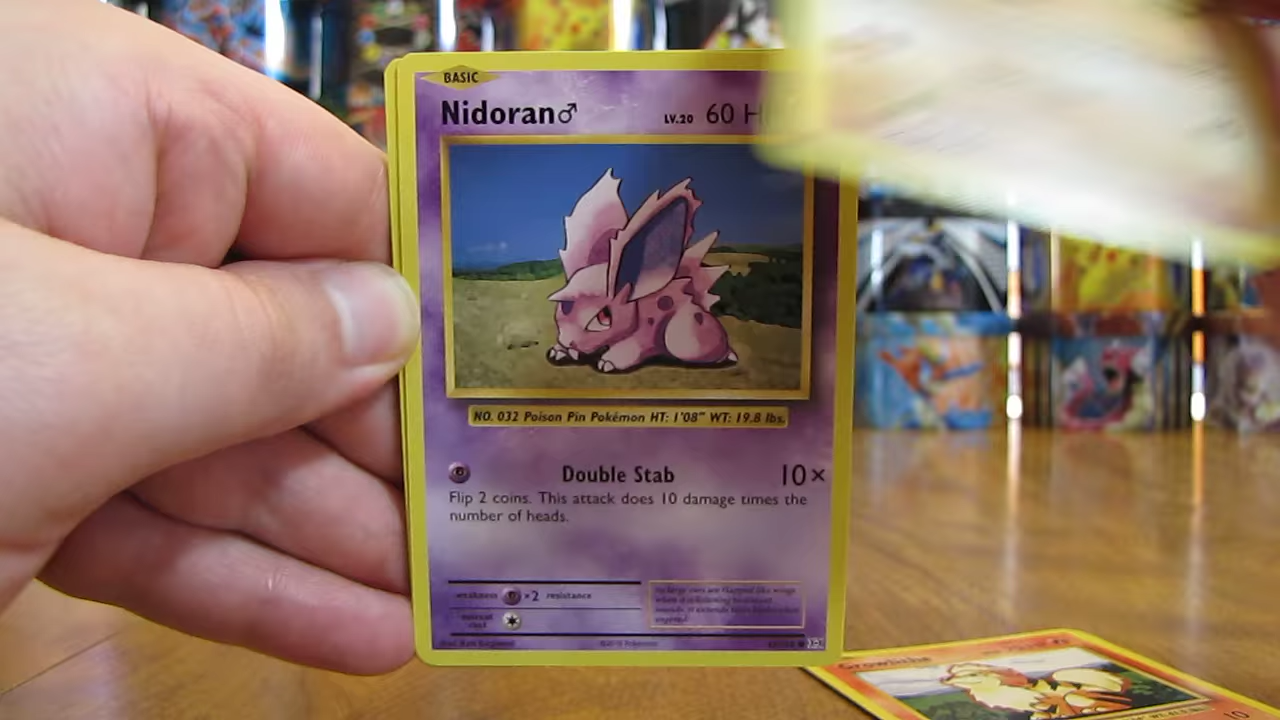 BASIC
Nidoran♂ LV.20 60 H
NO. 032 Poison Pin Pokémon HT: 1'08" WT: 19.8 lbs.
Double Stab 10×
Flip 2 coins. This attack does 10 damage times the
number of heads.
weakness ×2 resistance
retreat
cost
Growlithe
10